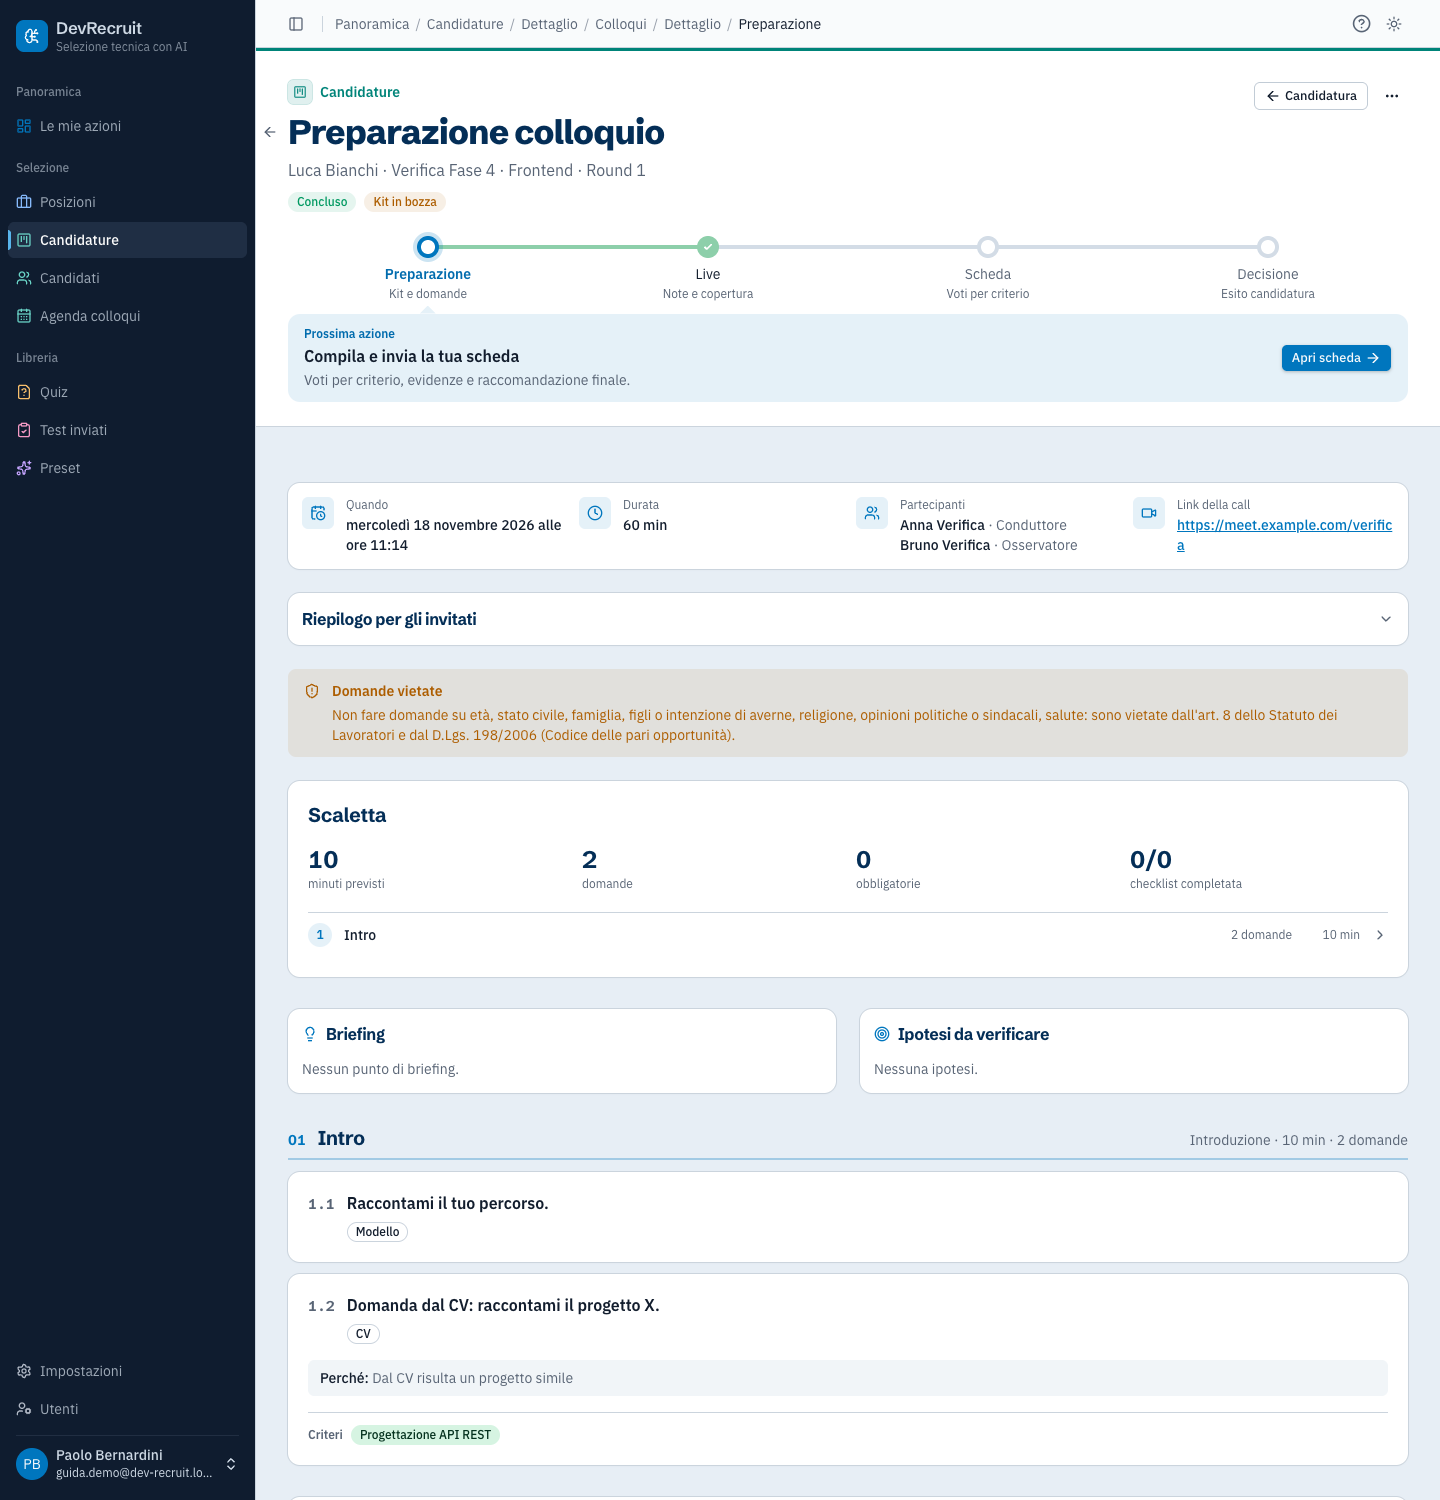 DevRecruit
Selezione tecnica con AI
Panoramica
Le mie azioni
Selezione
Posizioni
Candidature
Candidati
Agenda colloqui
Libreria
Quiz
Test inviati
Preset
Impostazioni
Utenti
PB
Paolo Bernardini
guida.demo@dev-recruit.lo...
Panoramica / Candidature / Dettaglio / Colloqui / Dettaglio / Preparazione
Candidature
Candidatura
Preparazione colloquio
Luca Bianchi · Verifica Fase 4 · Frontend · Round 1
Concluso
Kit in bozza
Preparazione
Kit e domande
Live
Note e copertura
Scheda
Voti per criterio
Decisione
Esito candidatura
Prossima azione
Compila e invia la tua scheda
Voti per criterio, evidenze e raccomandazione finale.
Apri scheda
Quando
mercoledì 18 novembre 2026 alle
ore 11:14
Durata
60 min
Partecipanti
Anna Verifica · Conduttore
Bruno Verifica · Osservatore
Link della call
https://meet.example.com/verific
a
Riepilogo per gli invitati
Domande vietate
Non fare domande su età, stato civile, famiglia, figli o intenzione di averne, religione, opinioni politiche o sindacali, salute: sono vietate dall'art. 8 dello Statuto dei
Lavoratori e dal D.Lgs. 198/2006 (Codice delle pari opportunità).
Scaletta
10
minuti previsti
2
domande
0
obbligatorie
0/0
checklist completata
1
Intro
2 domande
10 min
Briefing
Nessun punto di briefing.
Ipotesi da verificare
Nessuna ipotesi.
01 Intro
Introduzione · 10 min · 2 domande
1.1 Raccontami il tuo percorso.
Modello
1.2 Domanda dal CV: raccontami il progetto X.
CV
Perché: Dal CV risulta un progetto simile
Criteri
Progettazione API REST